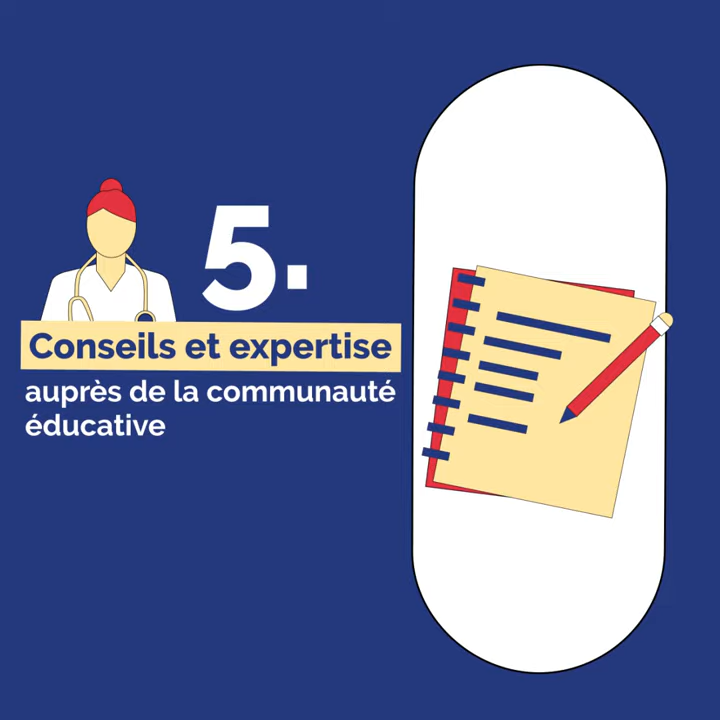 5.
Conseils et expertise
auprès de la communauté
éducative